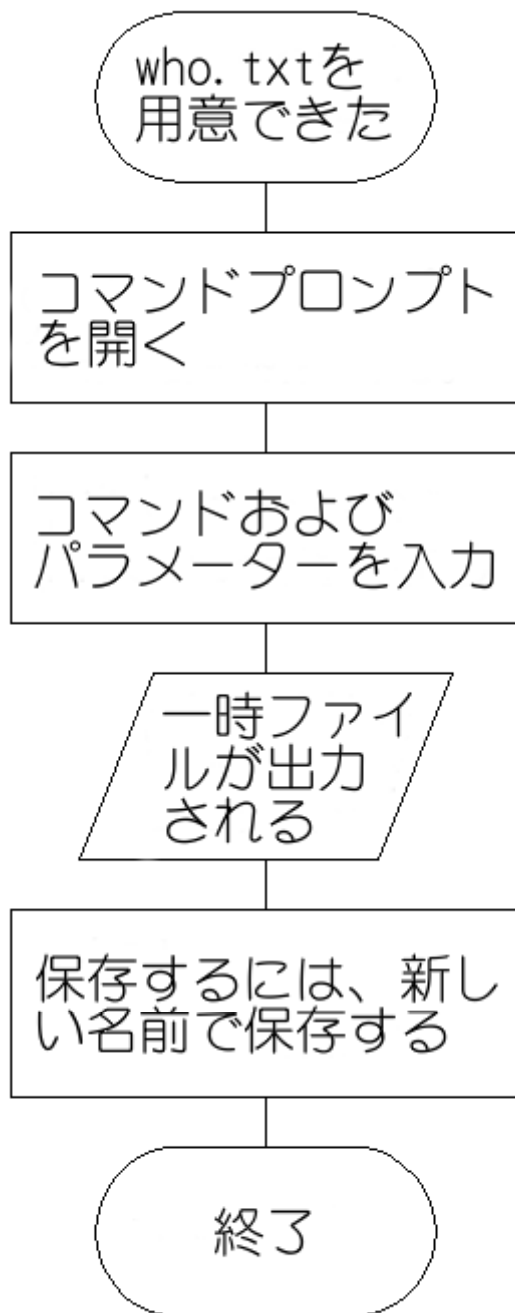 who.txtを
用意できた
コマンドプロンプト
を開く
コマンドおよび
パラメーターを入力
一時ファイ
ルが出力
される
保存するには、新し
い名前で保存する
終了